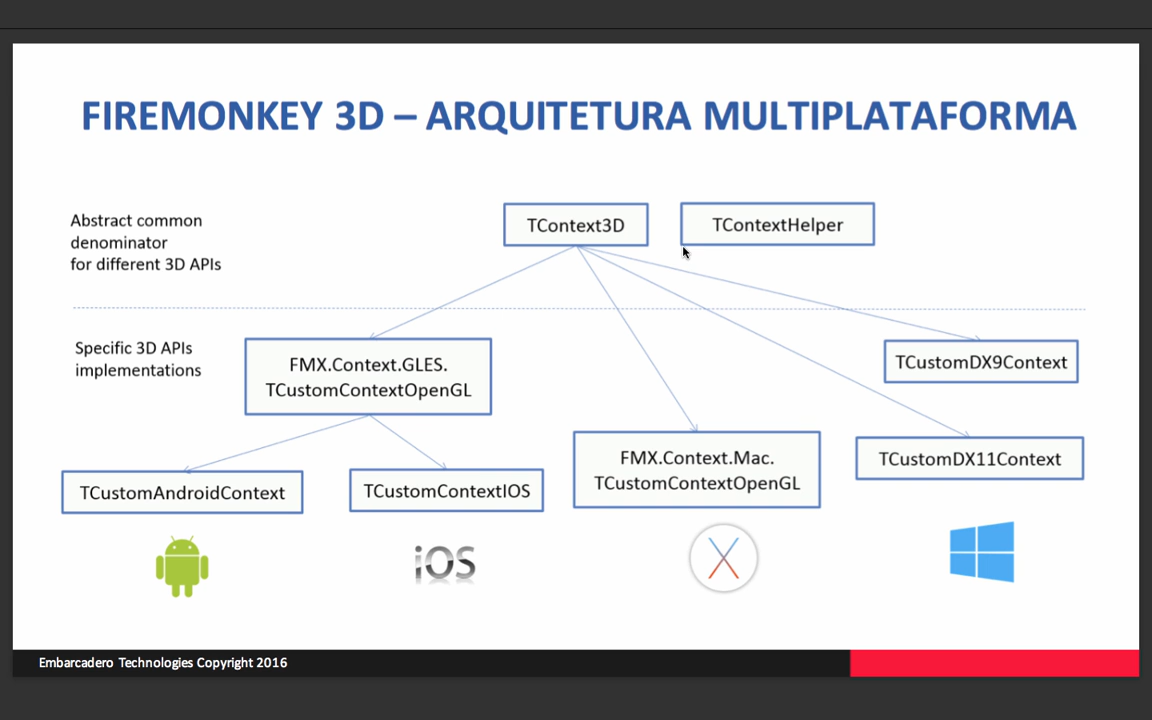 FIREMONKEY 3D – ARQUITETURA MULTIPLATAFORMA
Abstract common
denominator
for different 3D APIs
TContext3D
TContextHelper
Specific 3D APIs
implementations
FMX.Context.GLES.
TCustomContextOpenGL
TCustomDX9Context
FMX.Context.Mac.
TCustomContextOpenGL
TCustomDX11Context
TCustomAndroidContext
TCustomContextIOS
iOS
Embarcadero Technologies Copyright 2016